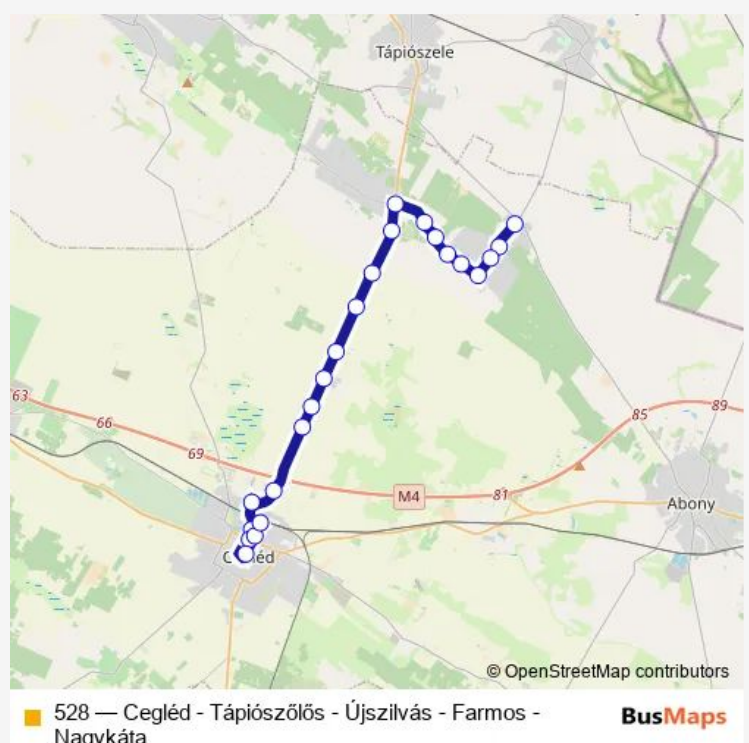 Tápiószele
63
66
69
85
89
M4
81
Abony
© OpenStreetMap contributors
528 — Cegléd - Tápiószőlős - Újszilvás - Farmos -
Nagykáta
BusMaps